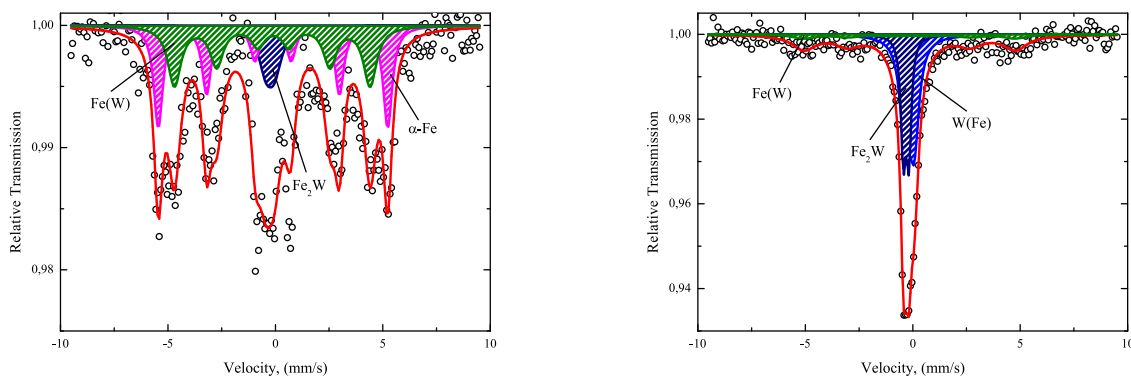 1,00
0,99
0,98
Relative Transmission
Fe(W)
α-Fe
Fe2W
-10 -5 0 5 10
Velocity, (mm/s)
1,00
0,98
0,96
0,94
Relative Transmission
Fe(W)
W(Fe)
Fe2W
-10 -5 0 5 10
Velocity, (mm/s)